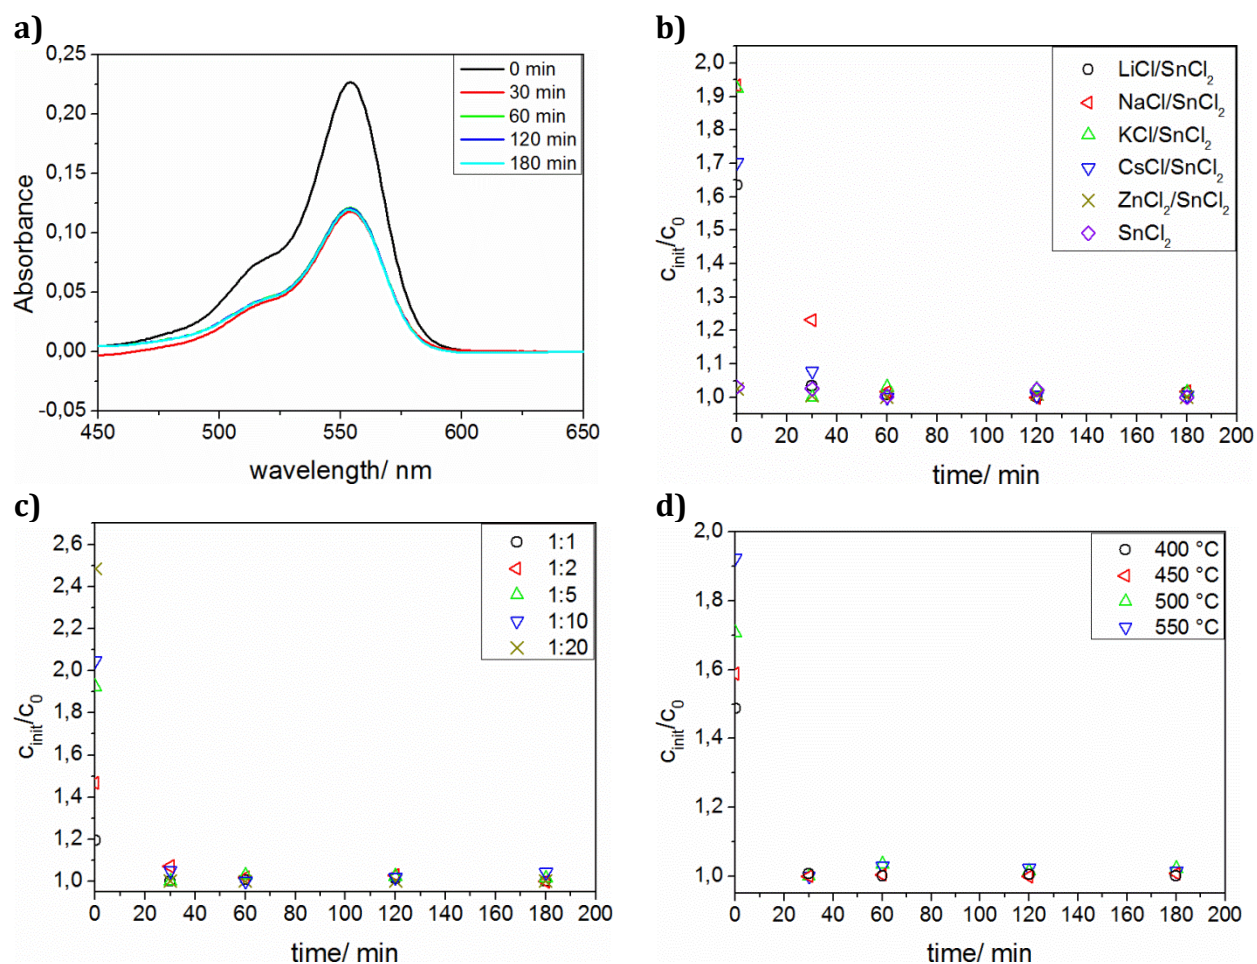 a)
0,25
0,20
0,15
0,10
0,05
0,00
-0,05
Absorbance
450 500 550 600 650
wavelength/ nm
0 min
30 min
60 min
120 min
180 min
b)
2,0
1,9
1,8
1,7
1,6
1,5
1,4
1,3
1,2
1,1
1,0
c_init/c_0
0 20 40 60 80 100 120 140 160 180 200
time/ min
LiCl/SnCl₂
NaCl/SnCl₂
KCl/SnCl₂
CsCl/SnCl₂
ZnCl₂/SnCl₂
SnCl₂
c)
2,6
2,4
2,2
2,0
1,8
1,6
1,4
1,2
1,0
c_init/c_0
0 20 40 60 80 100 120 140 160 180 200
time/ min
1:1
1:2
1:5
1:10
1:20
d)
2,0
1,8
1,6
1,4
1,2
1,0
c_init/c_0
0 20 40 60 80 100 120 140 160 180 200
time/ min
400 °C
450 °C
500 °C
550 °C